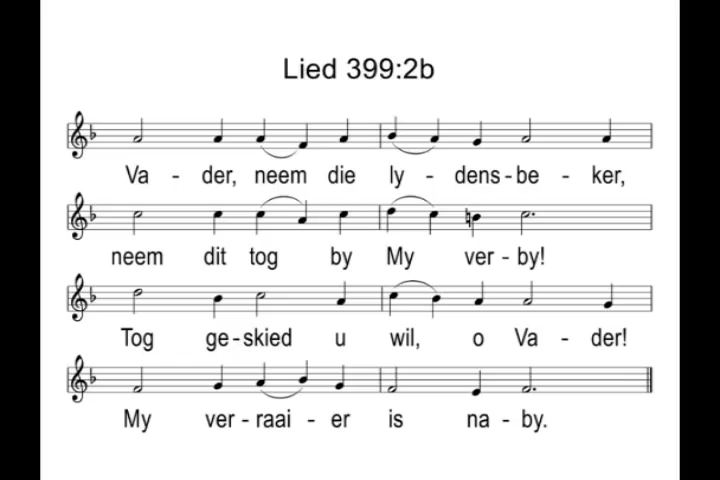 Lied 399:2b
Va - der, neem die ly - dens - be - ker,
neem dit tog by My ver - by!
Tog ge - skied u wil, o Va - der!
My ver - raai - er is na - by.